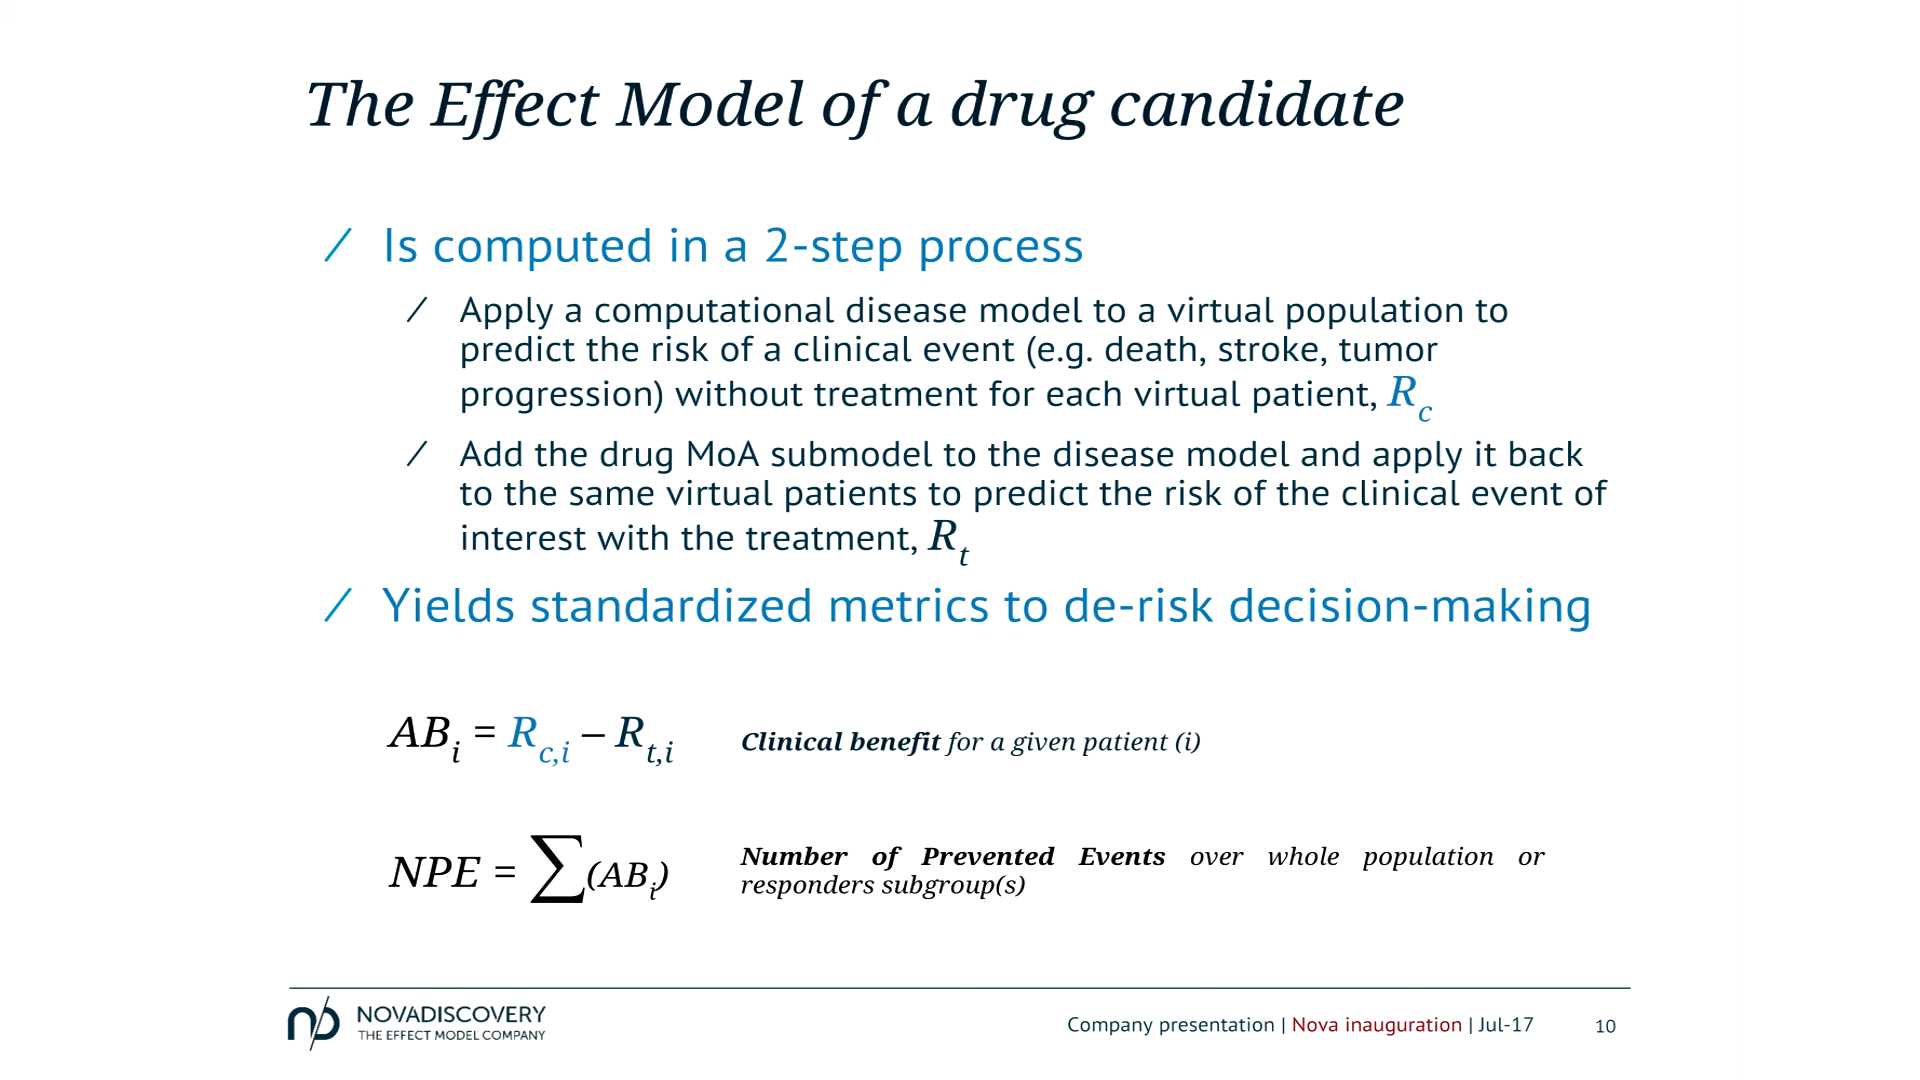 The Effect Model of a drug candidate
/ Is computed in a 2-step process
/ Apply a computational disease model to a virtual population to
predict the risk of a clinical event (e.g. death, stroke, tumor
progression) without treatment for each virtual patient, Rc
/ Add the drug MoA submodel to the disease model and apply it back
to the same virtual patients to predict the risk of the clinical event of
interest with the treatment, Rt
/ Yields standardized metrics to de-risk decision-making
ABi = Rc,i – Rt,i
Clinical benefit for a given patient (i)
NPE = ∑(ABi)
Number of Prevented Events over whole population or
responders subgroup(s)
NOVADISCOVERY
THE EFFECT MODEL COMPANY
Company presentation | Nova inauguration | Jul-17
10